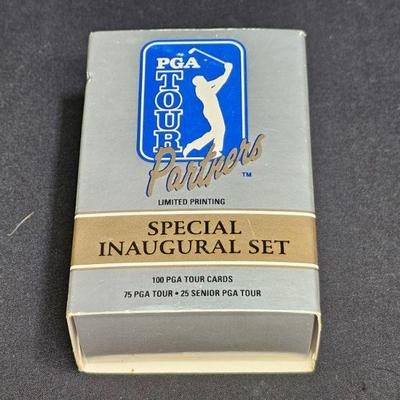 PGA
TOUR
Partners
TM
LIMITED PRINTING
SPECIAL
INAUGURAL SET
100 PGA TOUR CARDS
75 PGA TOUR • 25 SENIOR PGA TOUR